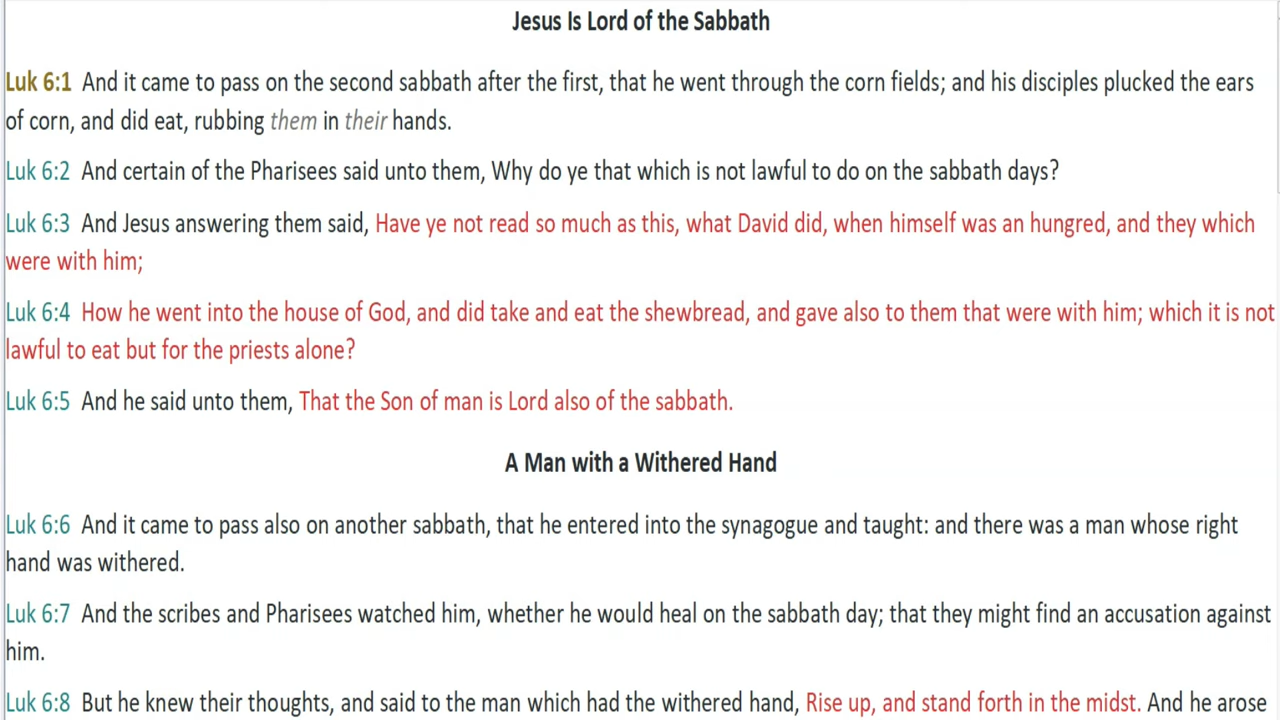 Jesus Is Lord of the Sabbath
Luk 6:1 And it came to pass on the second sabbath after the first, that he went through the corn fields; and his disciples plucked the ears
of corn, and did eat, rubbing them in their hands.
Luk 6:2 And certain of the Pharisees said unto them, Why do ye that which is not lawful to do on the sabbath days?
Luk 6:3 And Jesus answering them said, Have ye not read so much as this, what David did, when himself was an hungred, and they which
were with him;
Luk 6:4 How he went into the house of God, and did take and eat the shewbread, and gave also to them that were with him; which it is not
lawful to eat but for the priests alone?
Luk 6:5 And he said unto them, That the Son of man is Lord also of the sabbath.
A Man with a Withered Hand
Luk 6:6 And it came to pass also on another sabbath, that he entered into the synagogue and taught: and there was a man whose right
hand was withered.
Luk 6:7 And the scribes and Pharisees watched him, whether he would heal on the sabbath day; that they might find an accusation against
him.
Luk 6:8 But he knew their thoughts, and said to the man which had the withered hand, Rise up, and stand forth in the midst. And he arose